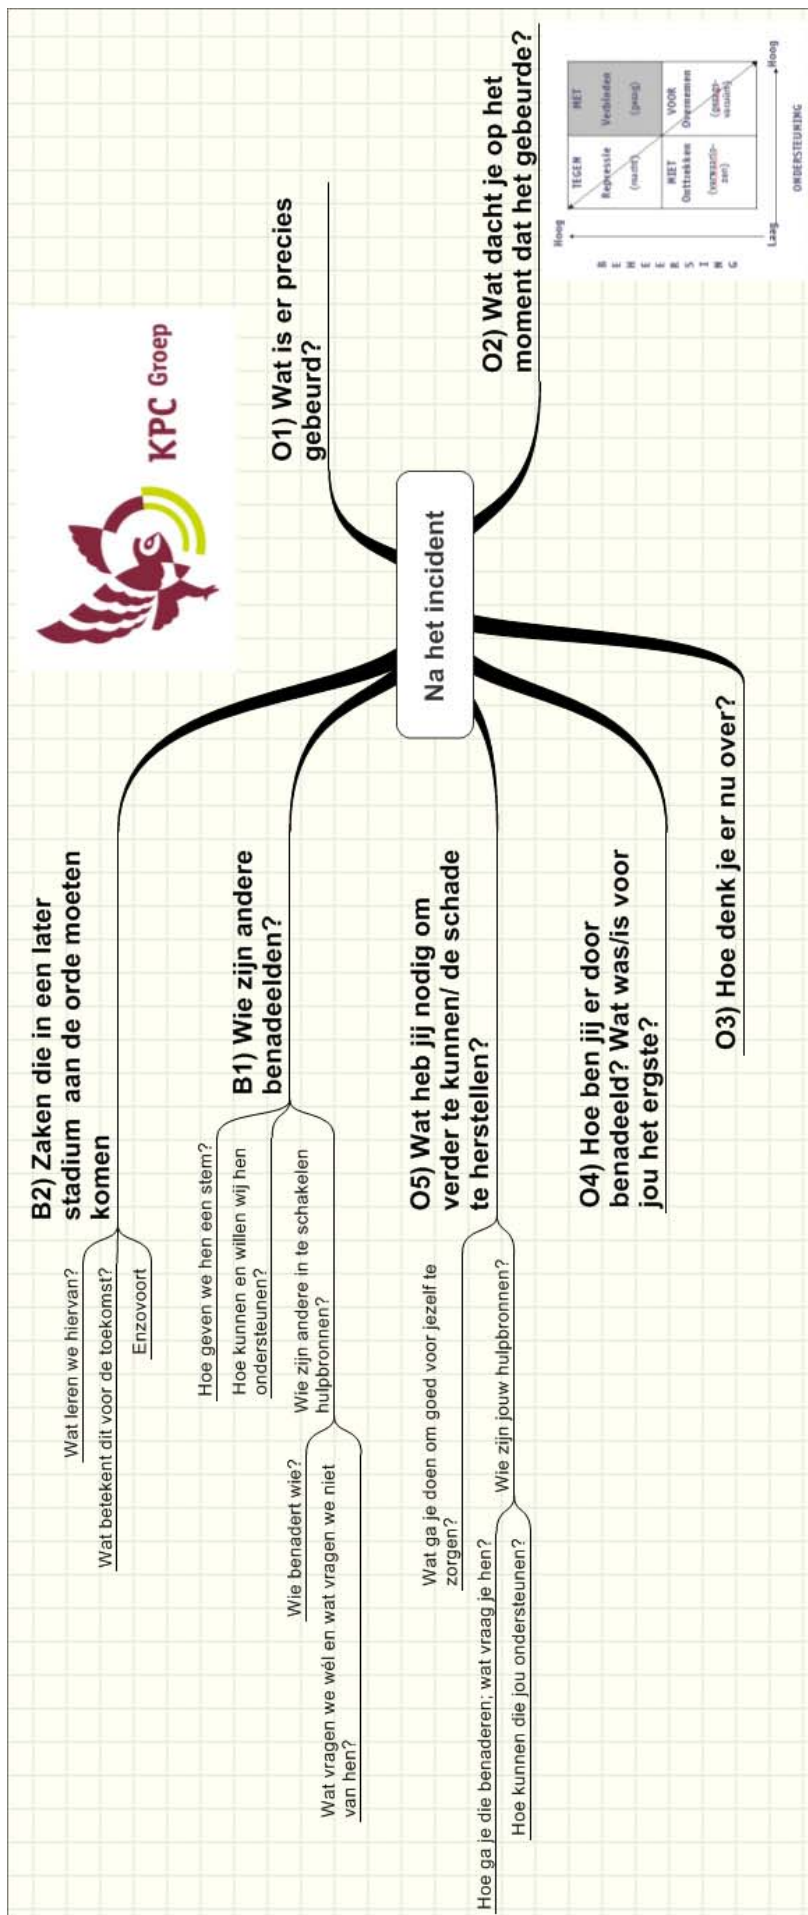 KPC Groep
Na het incident
O1) Wat is er precies
gebeurd?
O2) Wat dacht je op het
moment dat het gebeurde?
O3) Hoe denk je er nu over?
O4) Hoe ben jij er door
benadeeld? Wat was/is voor
jou het ergste?
O5) Wat heb jij nodig om
verder te kunnen/ de schade
te herstellen?
Wat ga je doen om goed voor jezelf te
zorgen?
Wie zijn jouw hulpbronnen?
Hoe ga je die benaderen; wat vraag je hen?
Hoe kunnen die jou ondersteunen?
B1) Wie zijn andere
benadeelden?
Hoe geven we hen een stem?
Hoe kunnen en willen wij hen
ondersteunen?
Wie zijn andere in te schakelen
hulpbronnen?
Wie benadert wie?
Wat vragen we wél en wat vragen we niet
van hen?
B2) Zaken die in een later
stadium aan de orde moeten
komen
Wat leren we hiervan?
Wat betekent dit voor de toekomst?
Enzovoort
Hoog
BEHEERSING
TEGEN
Repressie
(macht)
MET
Verbinden
(gezag)
NIET
Onttrekken
(verwaarlo-
zen)
VOOR
Overnemen
(gezags-
vacuüm)
Laag
Hoog
ONDERSTEUNING